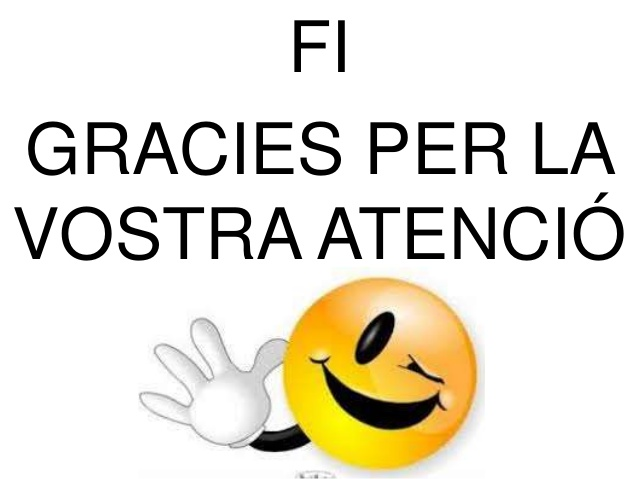 FI
GRACIES PER LA
VOSTRA ATENCIÓ